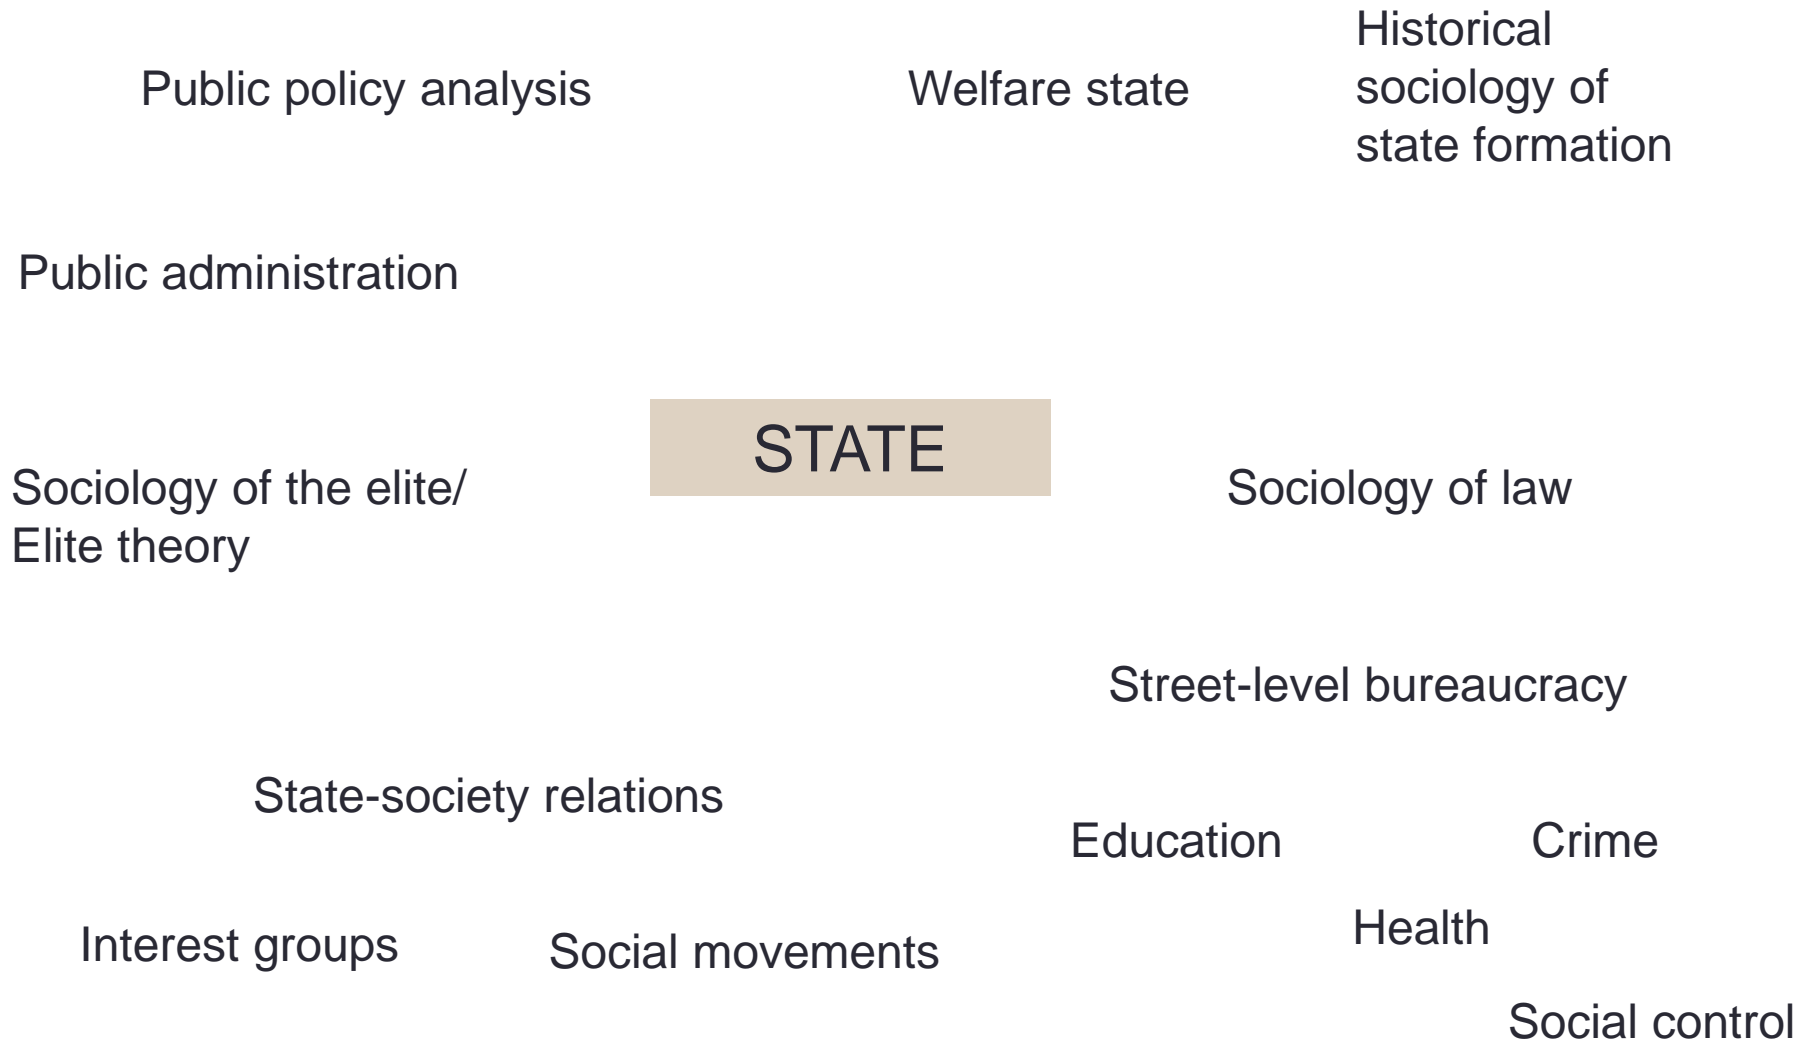 Public policy analysis
Welfare state
Historical
sociology of
state formation
Public administration
STATE
Sociology of the elite/
Elite theory
Sociology of law
Street-level bureaucracy
State-society relations
Education
Crime
Interest groups
Social movements
Health
Social control